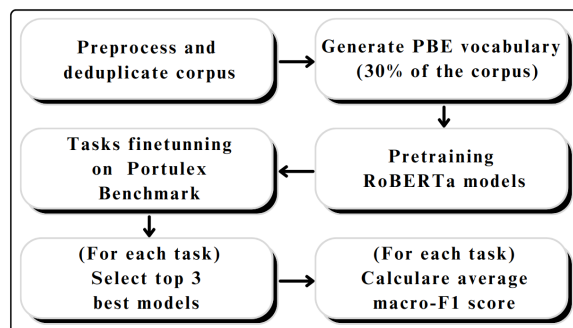 Preprocess and
deduplicate corpus
Generate PBE vocabulary
(30% of the corpus)
Pretraining
RoBERTa models
Tasks finetunning
on Portulex
Benchmark
(For each task)
Select top 3
best models
(For each task)
Calculare average
macro-F1 score